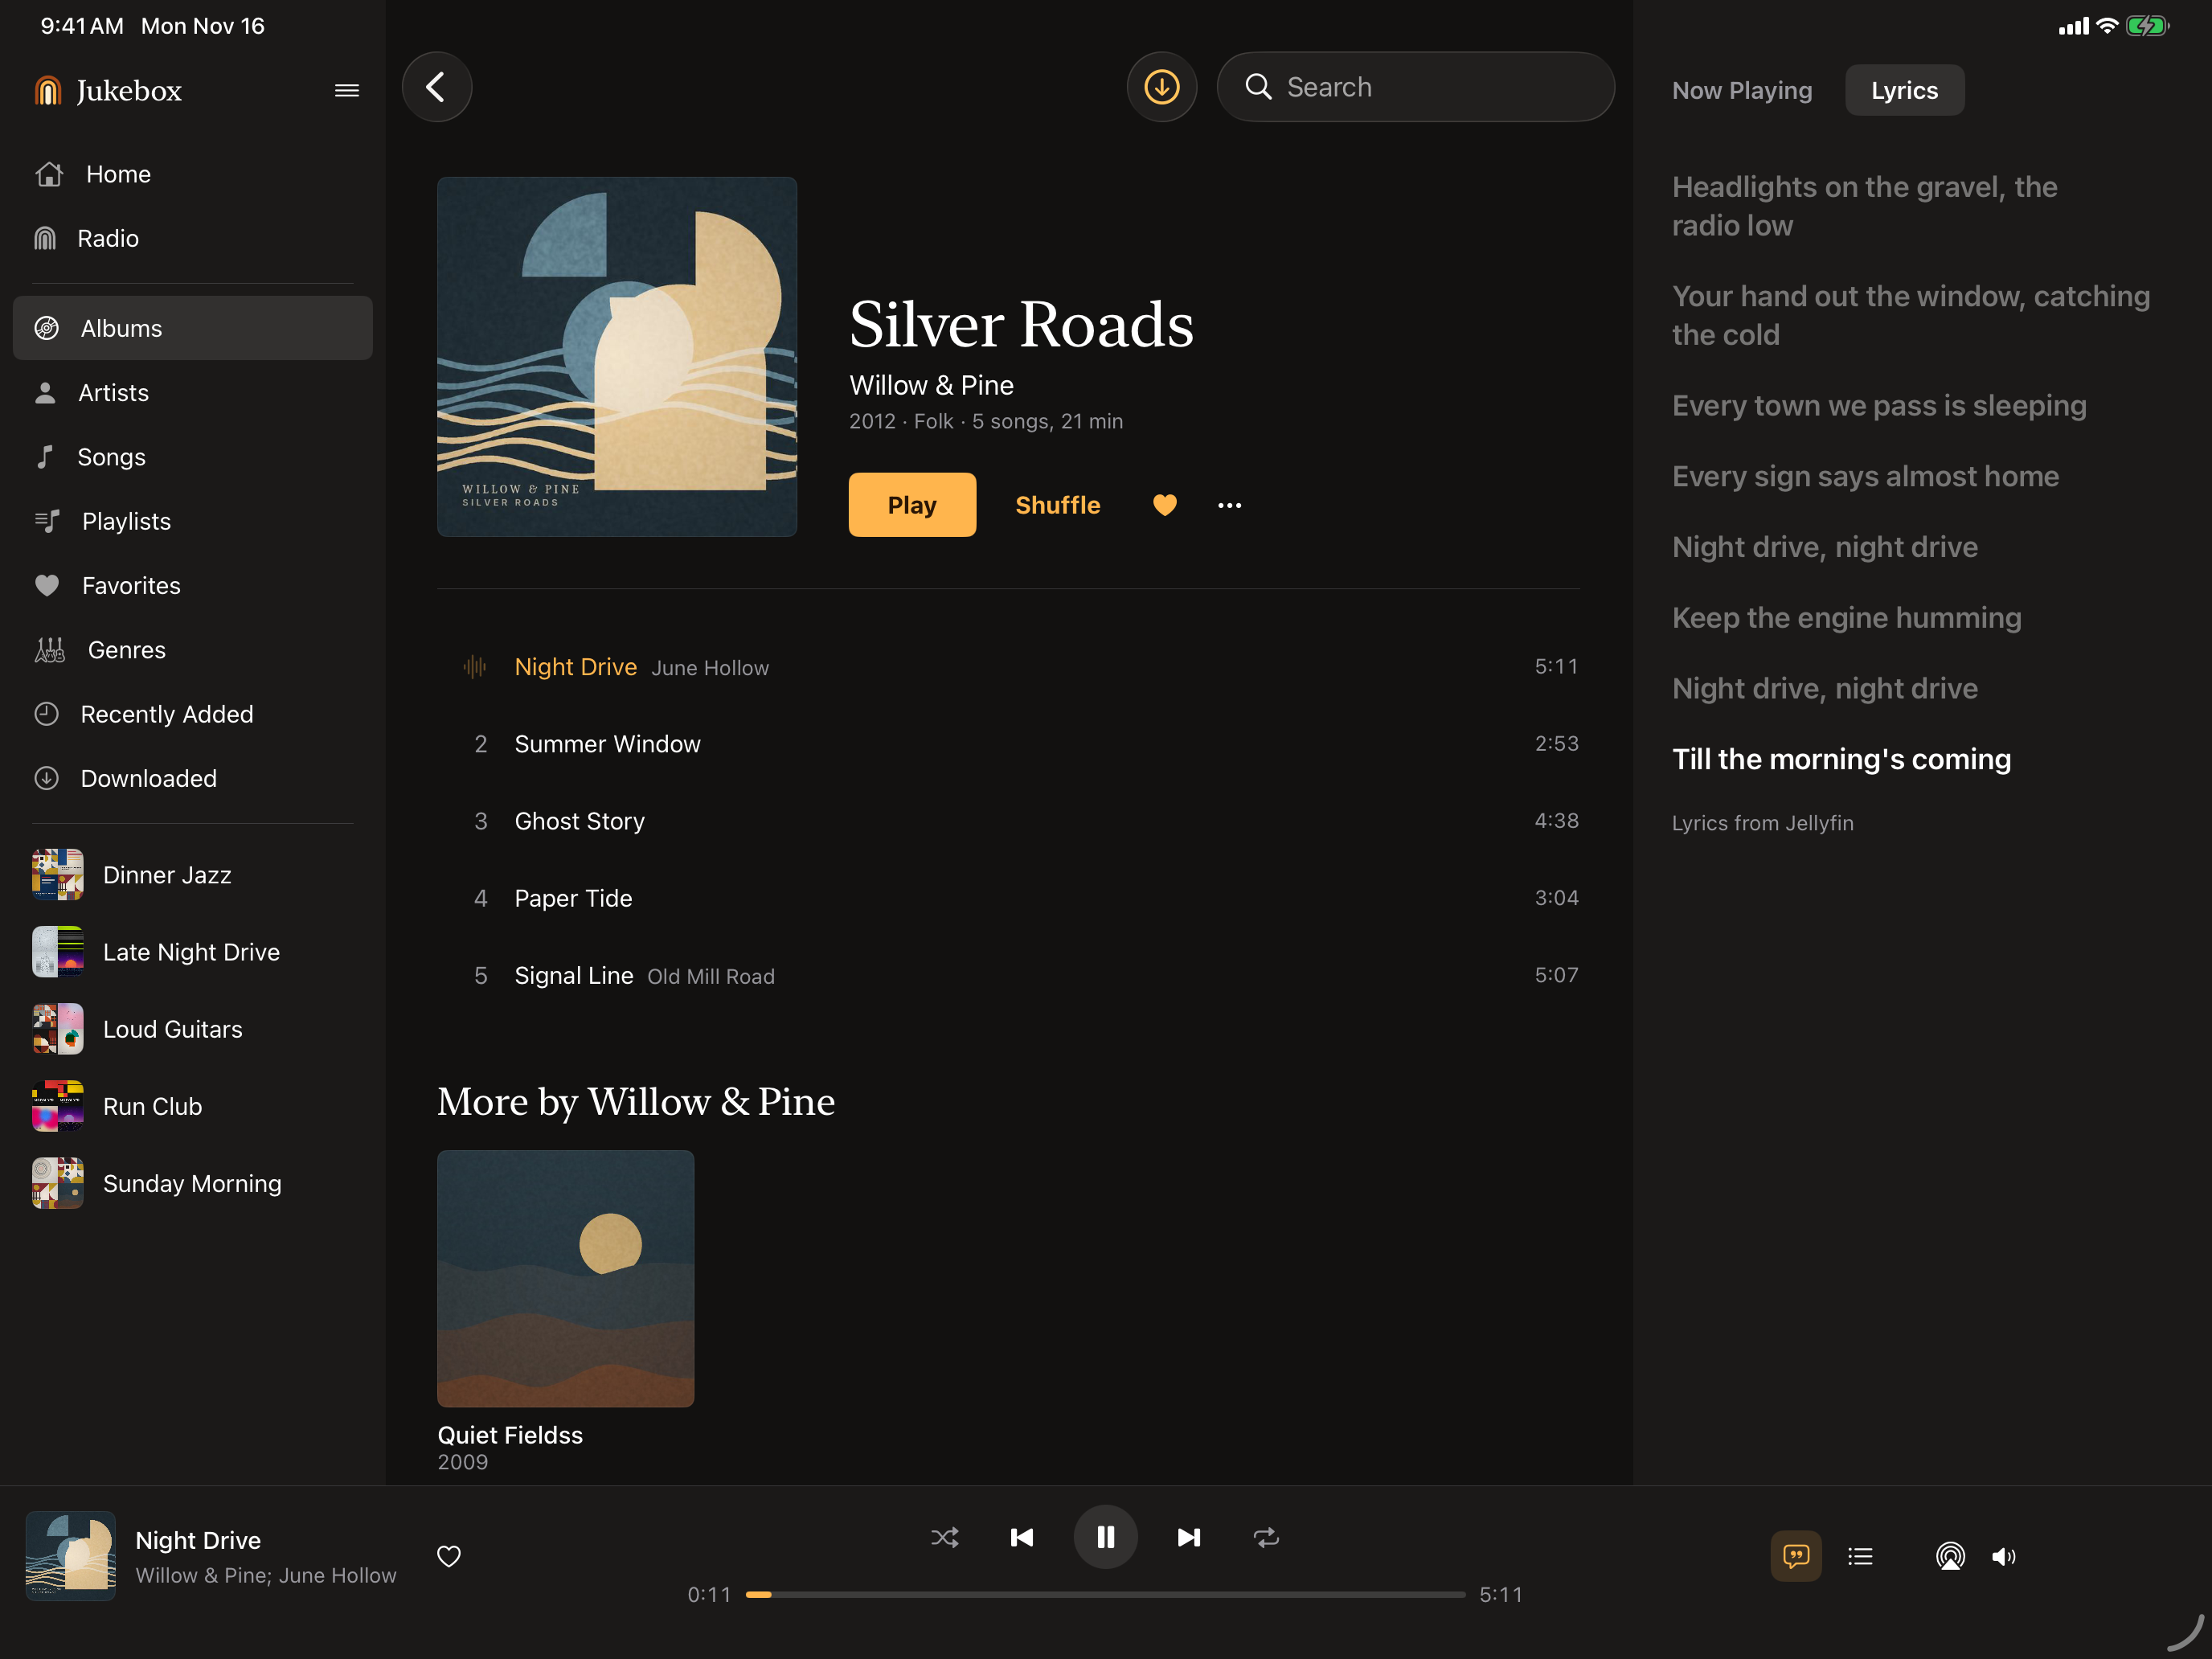 9:41 AM Mon Nov 16
Jukebox
Home
Radio
Albums
Artists
Songs
Playlists
Favorites
Genres
Recently Added
Downloaded
Dinner Jazz
Late Night Drive
Loud Guitars
Run Club
Sunday Morning
Search
WILLOW & PINE
SILVER ROADS
Silver Roads
Willow & Pine
2012 · Folk · 5 songs, 21 min
Play
Shuffle
Night Drive June Hollow 5:11
2 Summer Window 2:53
3 Ghost Story 4:38
4 Paper Tide 3:04
5 Signal Line Old Mill Road 5:07
More by Willow & Pine
Quiet Fieldss
2009
Now Playing
Lyrics
Headlights on the gravel, the
radio low
Your hand out the window, catching
the cold
Every town we pass is sleeping
Every sign says almost home
Night drive, night drive
Keep the engine humming
Night drive, night drive
Till the morning's coming
Lyrics from Jellyfin
Night Drive
Willow & Pine; June Hollow
0:11
5:11